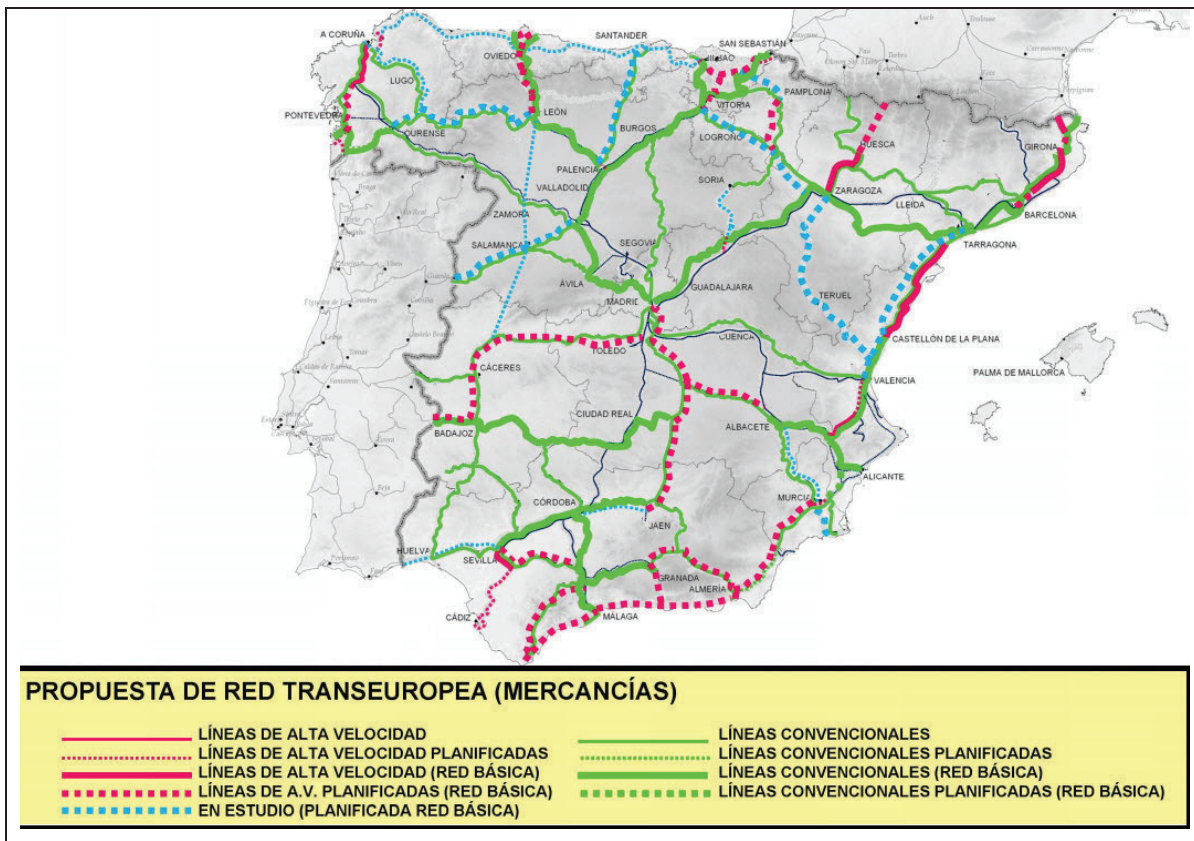 A CORUÑA
SANTANDER
SAN SEBASTIÁN
OVIEDO
LUGO
PAMPLONA
VITORIA
PONTEVEDRA
LEÓN
BURGOS
OURENSE
LOGROÑO
HUESCA
GIRONA
PALENCIA
SORIA
VALLADOLID
ZARAGOZA
LLEIDA
BARCELONA
ZAMORA
TARRAGONA
SALAMANCA
SEGOVIA
ÁVILA
GUADALAJARA
MADRID
TERUEL
CUENCA
CASTELLÓN DE LA PLANA
TOLEDO
PALMA DE MALLORCA
CÁCERES
VALENCIA
CIUDAD REAL
BADAJOZ
ALBACETE
ALICANTE
CÓRDOBA
MURCIA
JAÉN
HUELVA
SEVILLA
GRANADA
ALMERÍA
CÁDIZ
MÁLAGA
PROPUESTA DE RED TRANSEUROPEA (MERCANCÍAS)
LÍNEAS DE ALTA VELOCIDAD
LÍNEAS DE ALTA VELOCIDAD PLANIFICADAS
LÍNEAS DE ALTA VELOCIDAD (RED BÁSICA)
LÍNEAS DE A.V. PLANIFICADAS (RED BÁSICA)
EN ESTUDIO (PLANIFICADA RED BÁSICA)
LÍNEAS CONVENCIONALES
LÍNEAS CONVENCIONALES PLANIFICADAS
LÍNEAS CONVENCIONALES (RED BÁSICA)
LÍNEAS CONVENCIONALES PLANIFICADAS (RED BÁSICA)